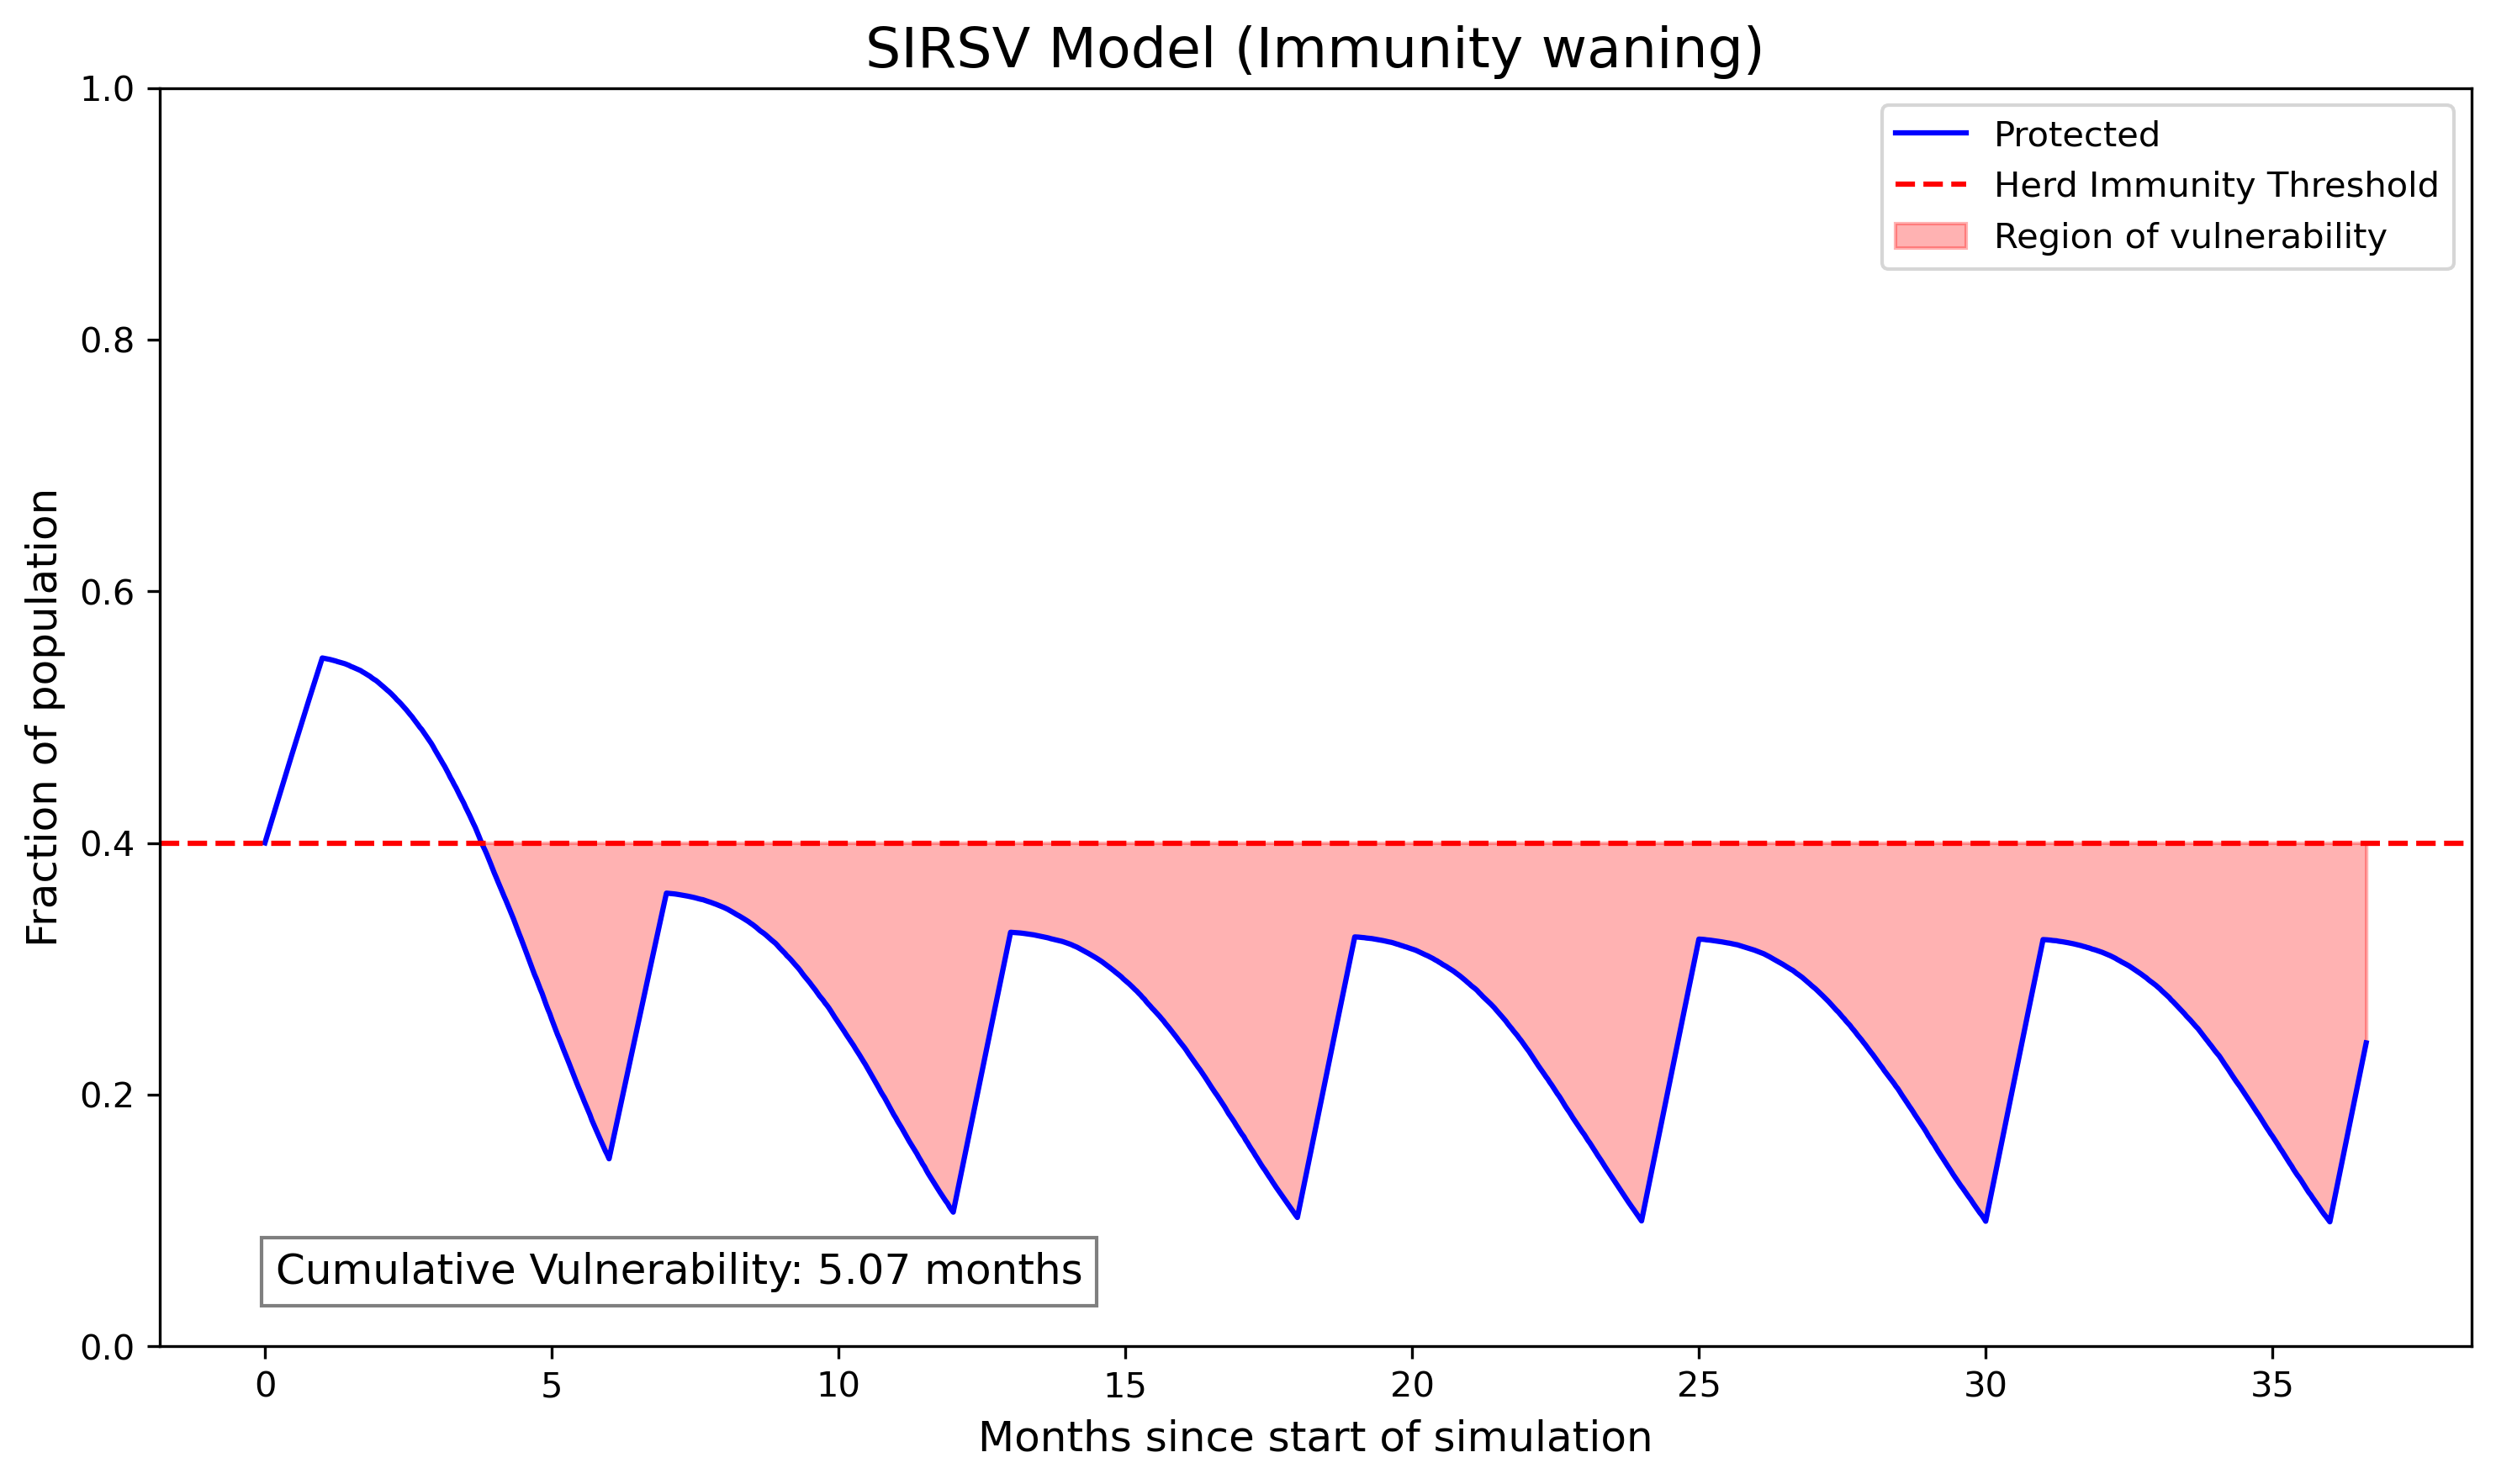 SIRSV Model (Immunity waning)
1.0
0.8
0.6
0.4
0.2
0.0
Fraction of population
Protected
Herd Immunity Threshold
Region of vulnerability
Cumulative Vulnerability: 5.07 months
0 5 10 15 20 25 30 35
Months since start of simulation